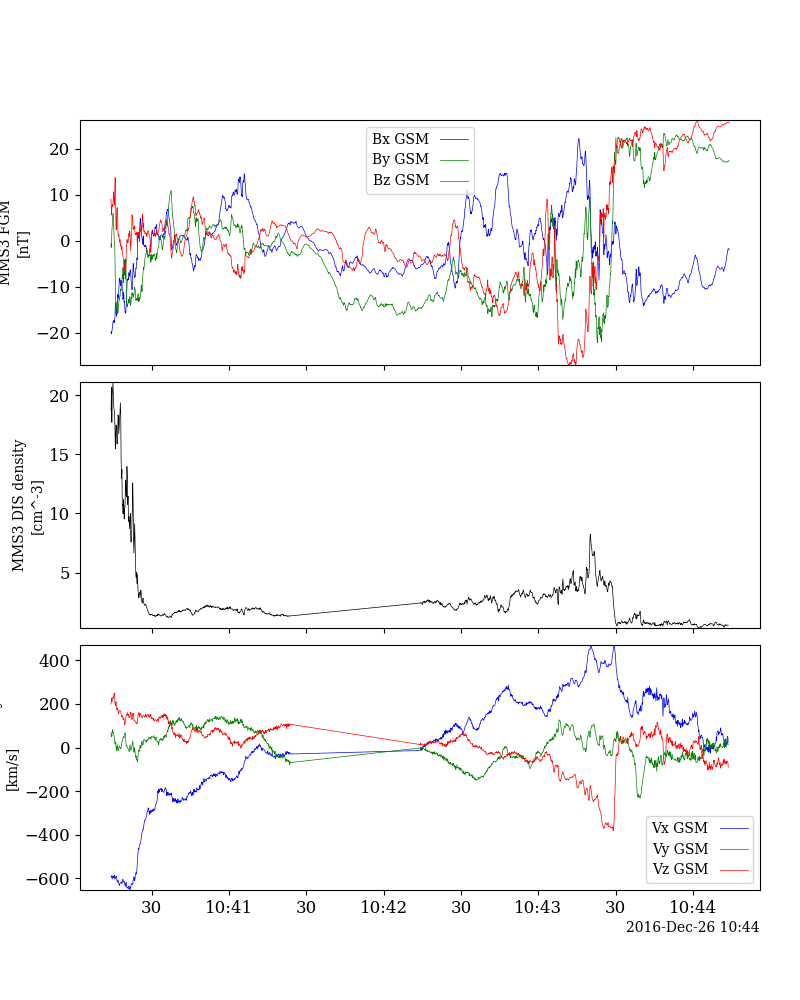 20
10
0
−10
−20
MMS3 FGM
[nT]
Bx GSM
By GSM
Bz GSM
20
15
10
5
MMS3 DIS density
[cm^-3]
400
200
0
−200
−400
−600
[km/s]
Vx GSM
Vy GSM
Vz GSM
30 10:41 30 10:42 30 10:43 30 10:44
2016-Dec-26 10:44